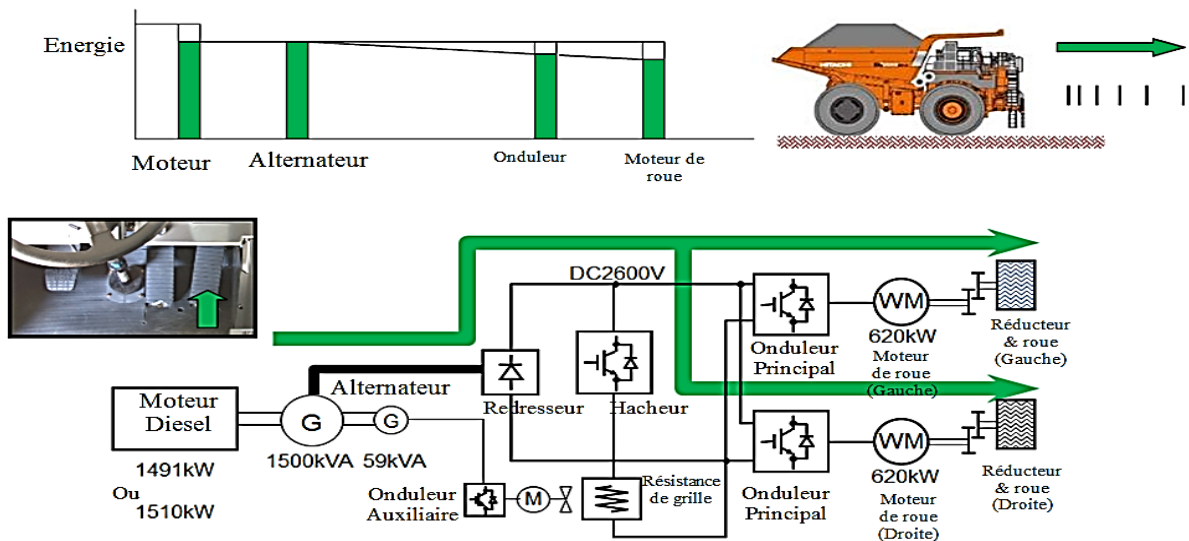 Energie
Moteur
Alternateur
Onduleur
Moteur de
roue
HITACHI
DC2600V
Moteur
Diesel
1491kW
Ou
1510kW
G
Alternateur
1500kVA
G
59kVA
Redresseur
Hacheur
Onduleur
Auxiliaire
M
Résistance
de grille
Onduleur
Principal
WM
620kW
Moteur
de roue
(Gauche)
Réducteur
& roue
(Gauche)
Onduleur
Principal
WM
620kW
Moteur
de roue
(Droite)
Réducteur
& roue
(Droite)